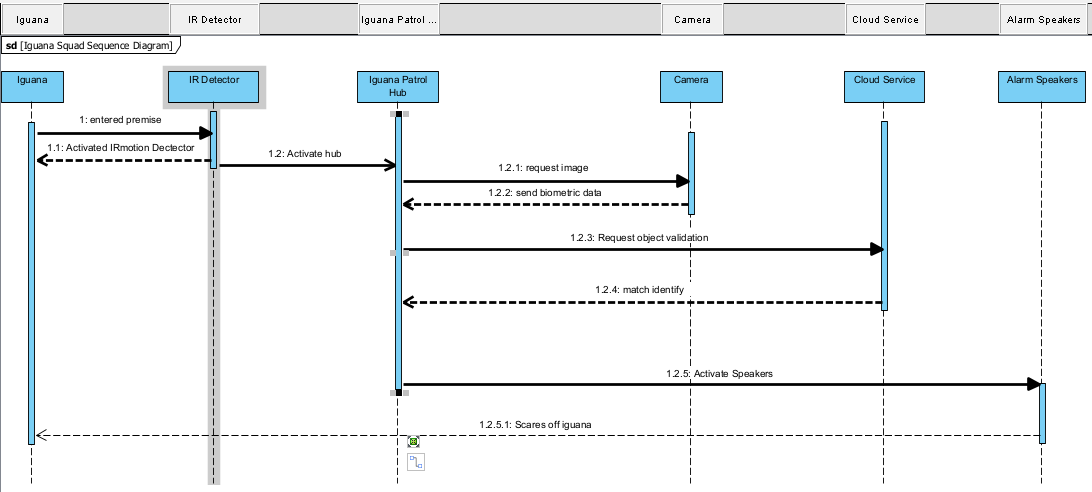 Iguana
IR Detector
Iguana Patrol ...
Camera
Cloud Service
Alarm Speakers
sd [Iguana Squad Sequence Diagram]
Iguana
IR Detector
Iguana Patrol
Hub
Camera
Cloud Service
Alarm Speakers
1: entered premise
1.1: Activated IRmotion Dectector
1.2: Activate hub
1.2.1: request image
1.2.2: send biometric data
1.2.3: Request object validation
1.2.4: match identify
1.2.5: Activate Speakers
1.2.5.1: Scares off iguana